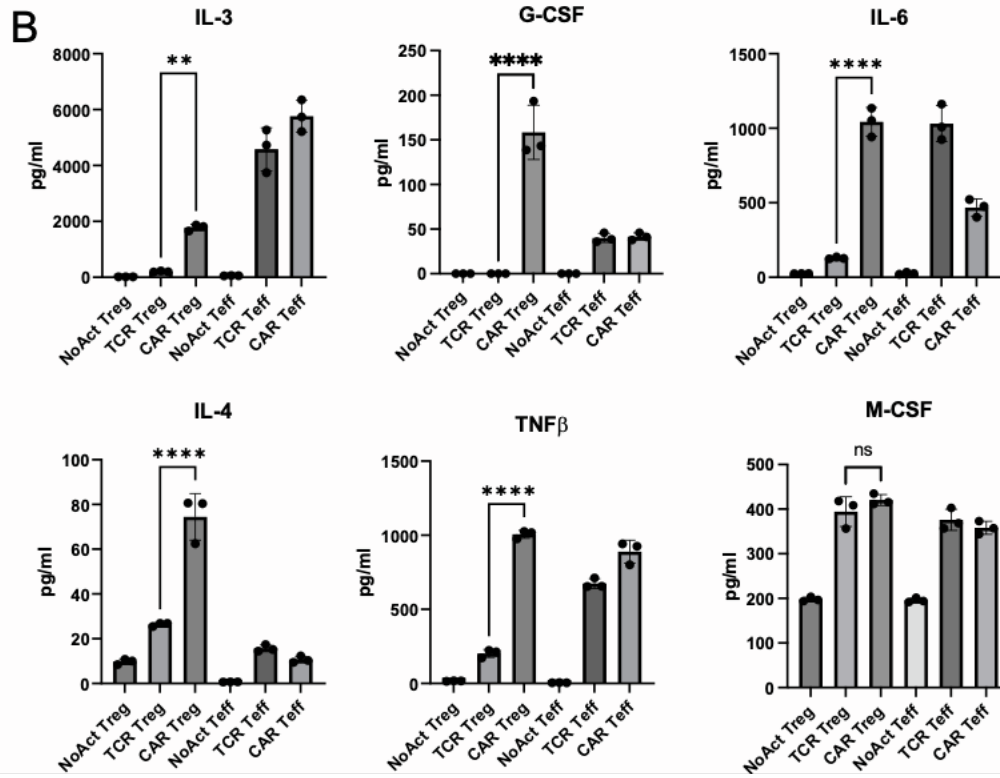 B
IL-3
G-CSF
IL-6
8000
6000
4000
2000
0
pg/ml
**
NoAct Treg
TCR Treg
CAR Treg
NoAct Teff
TCR Teff
CAR Teff
250
200
150
100
50
0
pg/ml
****
NoAct Treg
TCR Treg
CAR Treg
NoAct Teff
TCR Teff
CAR Teff
1500
1000
500
0
pg/ml
****
NoAct Treg
TCR Treg
CAR Treg
NoAct Teff
TCR Teff
CAR Teff
IL-4
TNFβ
M-CSF
100
80
60
40
20
0
pg/ml
****
NoAct Treg
TCR Treg
CAR Treg
NoAct Teff
TCR Teff
CAR Teff
1500
1000
500
0
pg/ml
****
NoAct Treg
TCR Treg
CAR Treg
NoAct Teff
TCR Teff
CAR Teff
500
400
300
200
100
0
pg/ml
ns
NoAct Treg
TCR Treg
CAR Treg
NoAct Teff
TCR Teff
CAR Teff